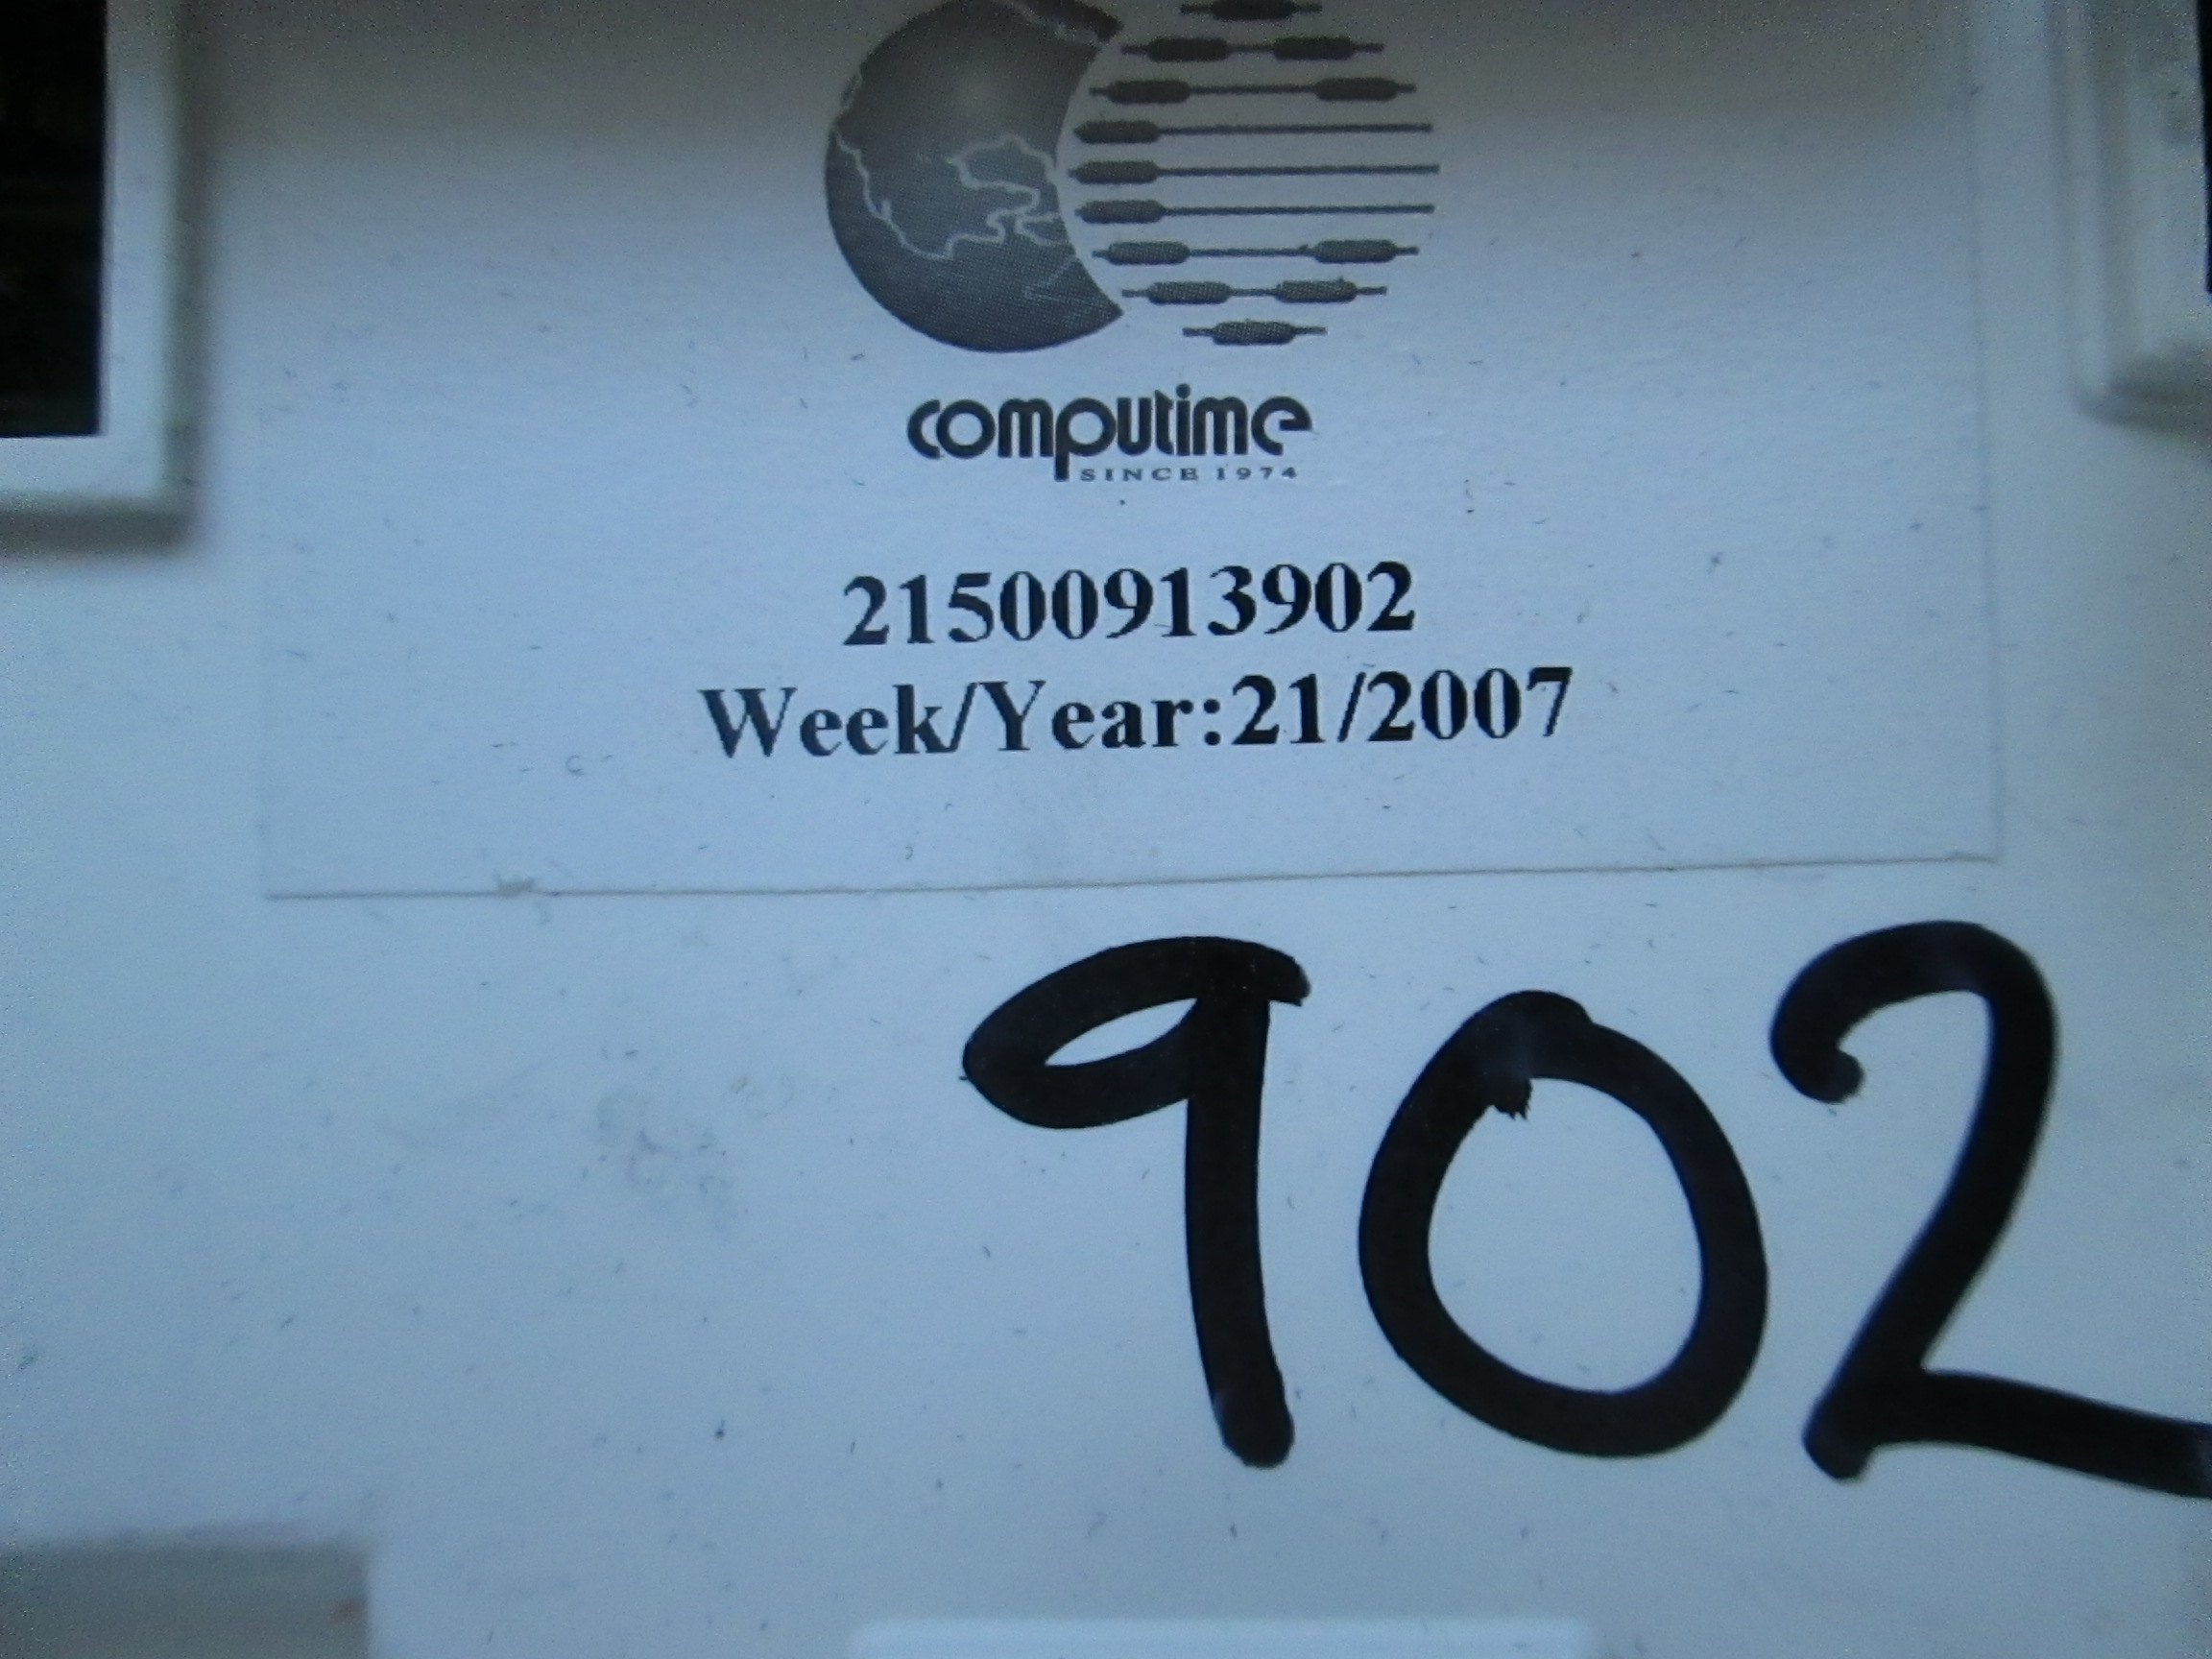 computime
SINCE 1974
21500913902
Week/Year:21/2007
902